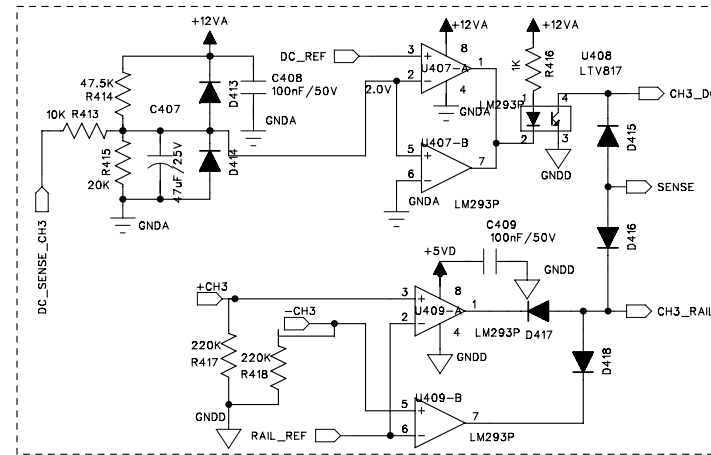 +12VA
47.5K
R414
10K R413
C407
R415
20K
47uF/25V
D413
D414
C408
100nF/50V
GNDA
GNDA
DC_SENSE_CH3
DC_REF
2.0V
+12VA
3
2
8
1
4
U407-A
GNDA
LM293P
U407-B
5
6
7
GNDA
LM293P
+12VA
1K
R416
U408
LTV817
1
2
4
3
GNDD
CH3_D
D415
SENSE
D416
C409
100nF/50V
GNDD
+5VD
+CH3
-CH3
3
2
8
1
4
U409-A
GNDD
LM293P
D417
CH3_RAIL
D418
220K
R417
220K
R418
GNDD
RAIL_REF
U409-B
5
6
7
LM293P